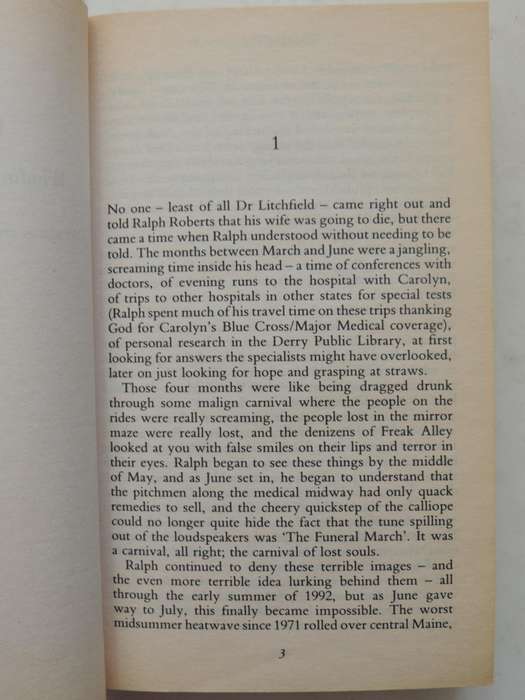 1
No one – least of all Dr Litchfield – came right out and
told Ralph Roberts that his wife was going to die, but there
came a time when Ralph understood without needing to be
told. The months between March and June were a jangling,
screaming time inside his head – a time of conferences with
doctors, of evening runs to the hospital with Carolyn,
of trips to other hospitals in other states for special tests
(Ralph spent much of his travel time on these trips thanking
God for Carolyn's Blue Cross/Major Medical coverage),
of personal research in the Derry Public Library, at first
looking for answers the specialists might have overlooked,
later on just looking for hope and grasping at straws.
Those four months were like being dragged drunk
through some malign carnival where the people on the
rides were really screaming, the people lost in the mirror
maze were really lost, and the denizens of Freak Alley
looked at you with false smiles on their lips and terror in
their eyes. Ralph began to see these things by the middle
of May, and as June set in, he began to understand that
the pitchmen along the medical midway had only quack
remedies to sell, and the cheery quickstep of the calliope
could no longer quite hide the fact that the tune spilling
out of the loudspeakers was 'The Funeral March'. It was
a carnival, all right; the carnival of lost souls.
Ralph continued to deny these terrible images – and
the even more terrible idea lurking behind them – all
through the early summer of 1992, but as June gave
way to July, this finally became impossible. The worst
midsummer heatwave since 1971 rolled over central Maine,
3